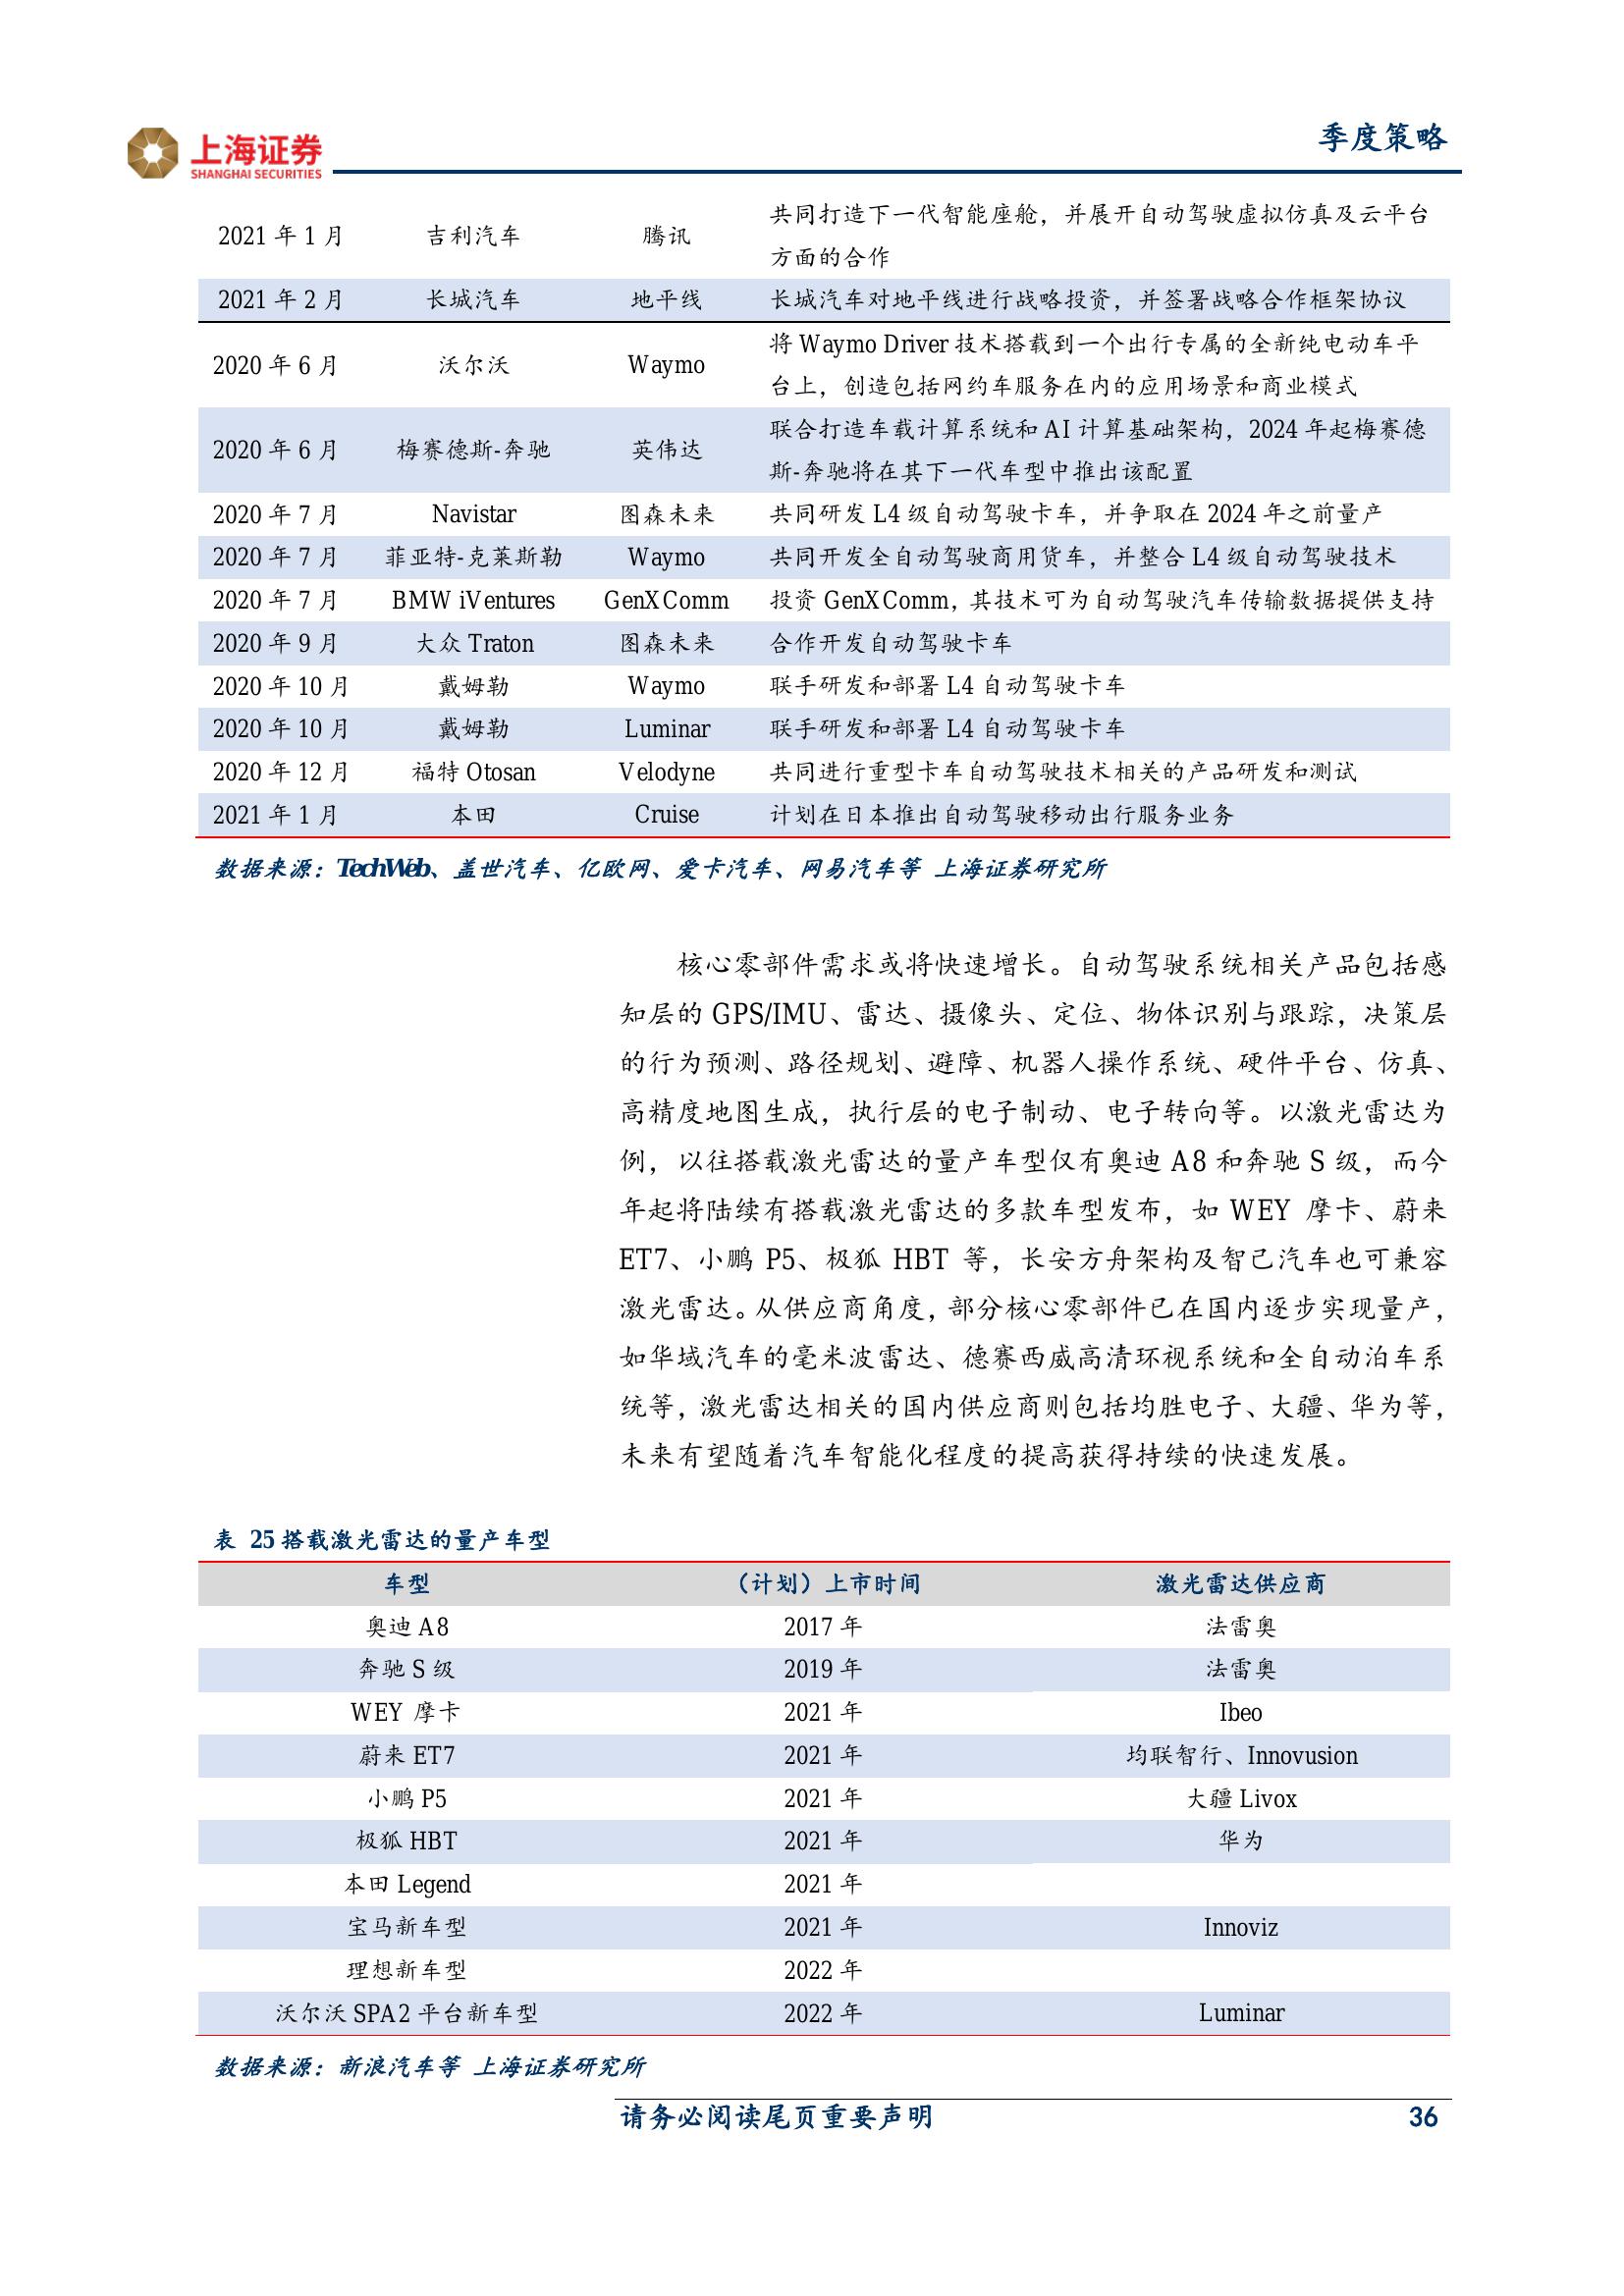 上海证券
SHANGHAI SECURITIES
季度策略
2021 年 1 月 吉利汽车 腾讯 共同打造下一代智能座舱，并展开自动驾驶虚拟仿真及云平台
方面的合作
2021 年 2 月 长城汽车 地平线 长城汽车对地平线进行战略投资，并签署战略合作框架协议
2020 年 6 月 沃尔沃 Waymo 将 Waymo Driver 技术搭载到一个出行专属的全新纯电动车平
台上，创造包括网约车服务在内的应用场景和商业模式
2020 年 6 月 梅赛德斯-奔驰 英伟达 联合打造车载计算系统和 AI 计算基础架构，2024 年起梅赛德
斯-奔驰将在其下一代车型中推出该配置
2020 年 7 月 Navistar 图森未来 共同研发 L4 级自动驾驶卡车，并争取在 2024 年之前量产
2020 年 7 月 菲亚特-克莱斯勒 Waymo 共同开发全自动驾驶商用货车，并整合 L4 级自动驾驶技术
2020 年 7 月 BMW iVentures GenXComm 投资 GenXComm，其技术可为自动驾驶汽车传输数据提供支持
2020 年 9 月 大众 Traton 图森未来 合作开发自动驾驶卡车
2020 年 10 月 戴姆勒 Waymo 联手研发和部署 L4 自动驾驶卡车
2020 年 10 月 戴姆勒 Luminar 联手研发和部署 L4 自动驾驶卡车
2020 年 12 月 福特 Otosan Velodyne 共同进行重型卡车自动驾驶技术相关的产品研发和测试
2021 年 1 月 本田 Cruise 计划在日本推出自动驾驶移动出行服务业务
数据来源：TechWeb、盖世汽车、亿欧网、爱卡汽车、网易汽车等 上海证券研究所
核心零部件需求或将快速增长。自动驾驶系统相关产品包括感
知层的 GPS/IMU、雷达、摄像头、定位、物体识别与跟踪，决策层
的行为预测、路径规划、避障、机器人操作系统、硬件平台、仿真、
高精度地图生成，执行层的电子制动、电子转向等。以激光雷达为
例，以往搭载激光雷达的量产车型仅有奥迪 A8 和奔驰 S 级，而今
年起将陆续有搭载激光雷达的多款车型发布，如 WEY 摩卡、蔚来
ET7、小鹏 P5、极狐 HBT 等，长安方舟架构及智己汽车也可兼容
激光雷达。从供应商角度，部分核心零部件已在国内逐步实现量产，
如华域汽车的毫米波雷达、德赛西威高清环视系统和全自动泊车系
统等，激光雷达相关的国内供应商则包括均胜电子、大疆、华为等，
未来有望随着汽车智能化程度的提高获得持续的快速发展。
表 25 搭载激光雷达的量产车型
车型 （计划）上市时间 激光雷达供应商
奥迪 A8 2017 年 法雷奥
奔驰 S 级 2019 年 法雷奥
WEY 摩卡 2021 年 Ibeo
蔚来 ET7 2021 年 均联智行、Innovusion
小鹏 P5 2021 年 大疆 Livox
极狐 HBT 2021 年 华为
本田 Legend 2021 年
宝马新车型 2021 年 Innoviz
理想新车型 2022 年
沃尔沃 SPA2 平台新车型 2022 年 Luminar
数据来源：新浪汽车等 上海证券研究所
请务必阅读尾页重要声明 36